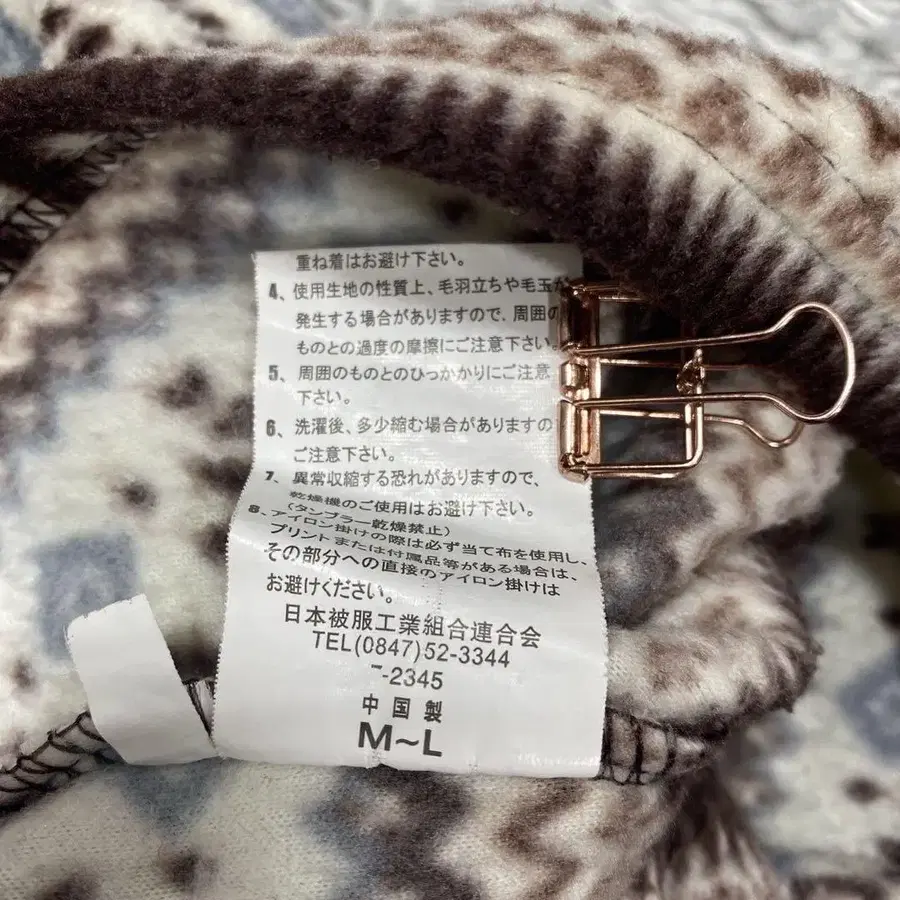 重ね着はお避け下さい。
4、使用生地の性質上、毛羽立ちや毛玉が
発生する場合がありますので、周囲の
ものとの過度の摩擦にご注意下さい。
5、周囲のものとのひっかかりにご注意
下さい。
6、洗濯後、多少縮む場合がありますの
ご注意下さい。
7、異常収縮する恐れがありますので、
乾燥機のご使用はお避け下さい。
(タンブラー乾燥禁止)
8、アイロン掛けの際は必ず当て布を使用し、
プリントまたは付属品等がある場合は、
その部分への直接のアイロン掛けは
お避けください。
日本被服工業組合連合会
TEL(0847)52-3344
-2345
中国製
M~L